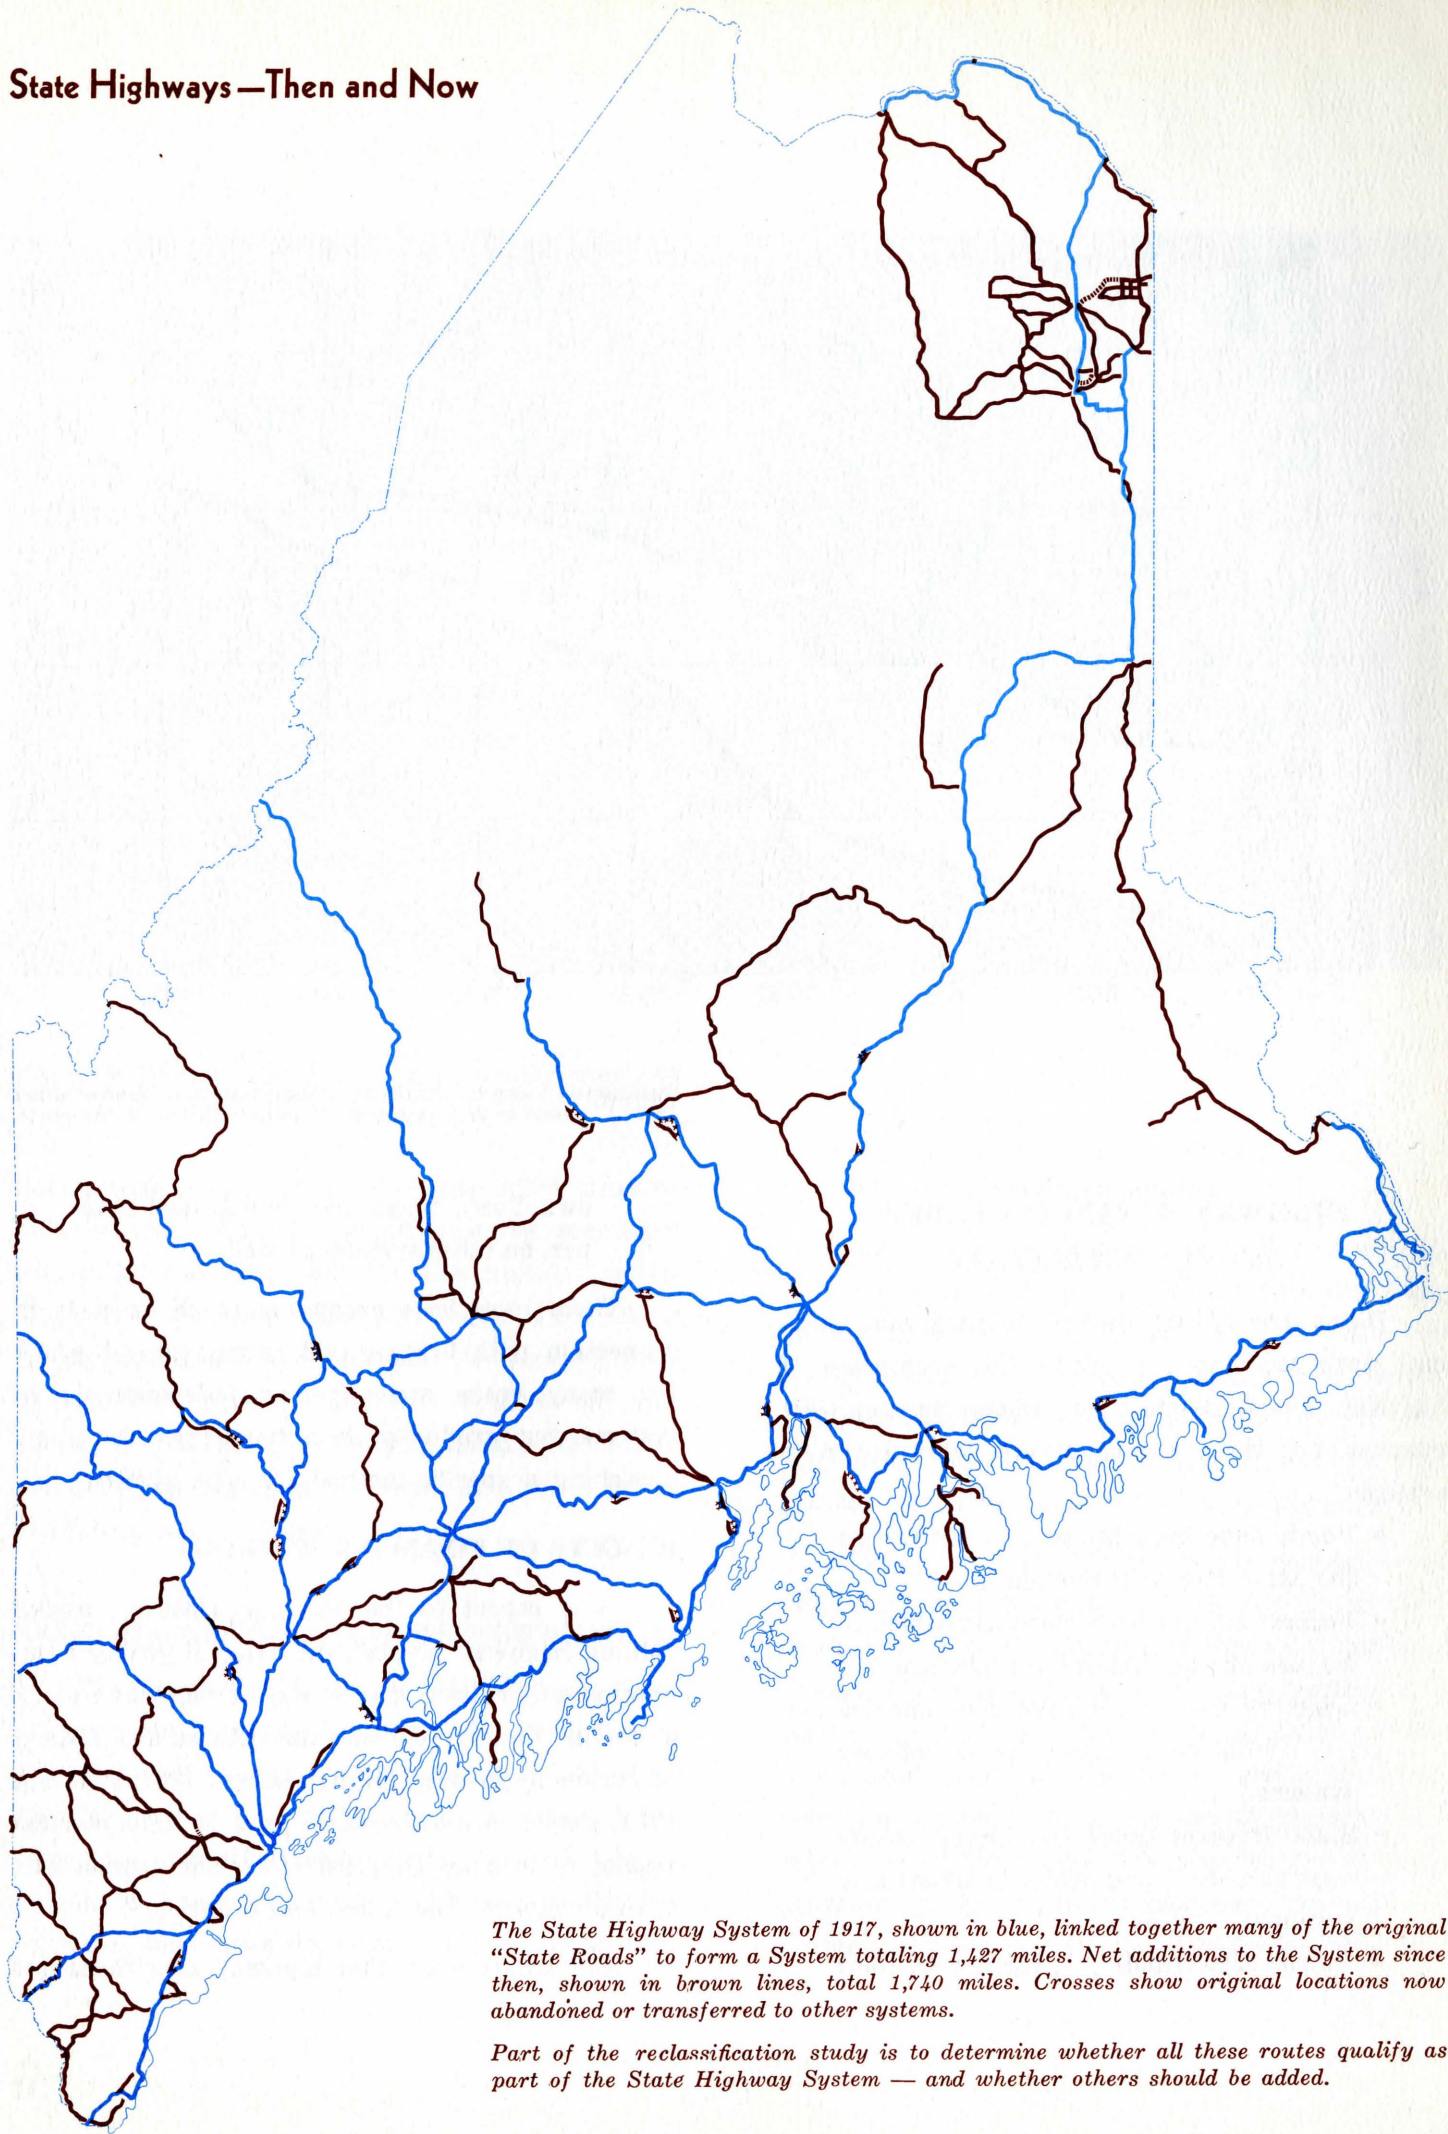 State Highways—Then and Now
The State Highway System of 1917, shown in blue, linked together many of the original
“State Roads” to form a System totaling 1,427 miles. Net additions to the System since
then, shown in brown lines, total 1,740 miles. Crosses show original locations now
abandoned or transferred to other systems.
Part of the reclassification study is to determine whether all these routes qualify as
part of the State Highway System — and whether others should be added.